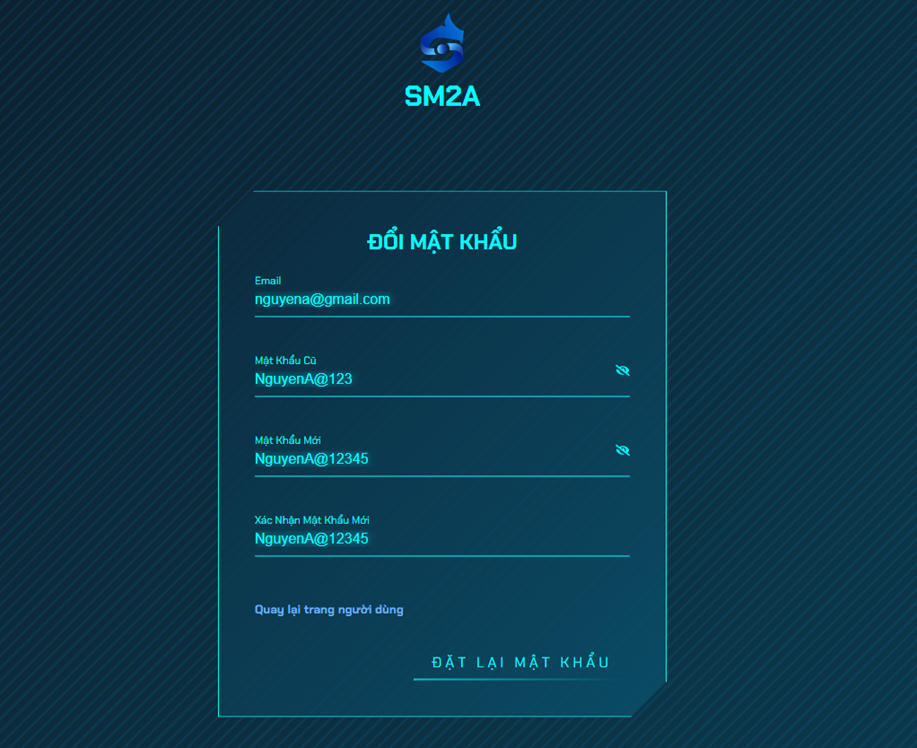 SM2A
ĐỔI MẬT KHẨU
Email
nguyena@gmail.com
Mật Khẩu Cũ
NguyenA@123
Mật Khẩu Mới
NguyenA@12345
Xác Nhận Mật Khẩu Mới
NguyenA@12345
Quay lại trang người dùng
ĐẶT LẠI MẬT KHẨU